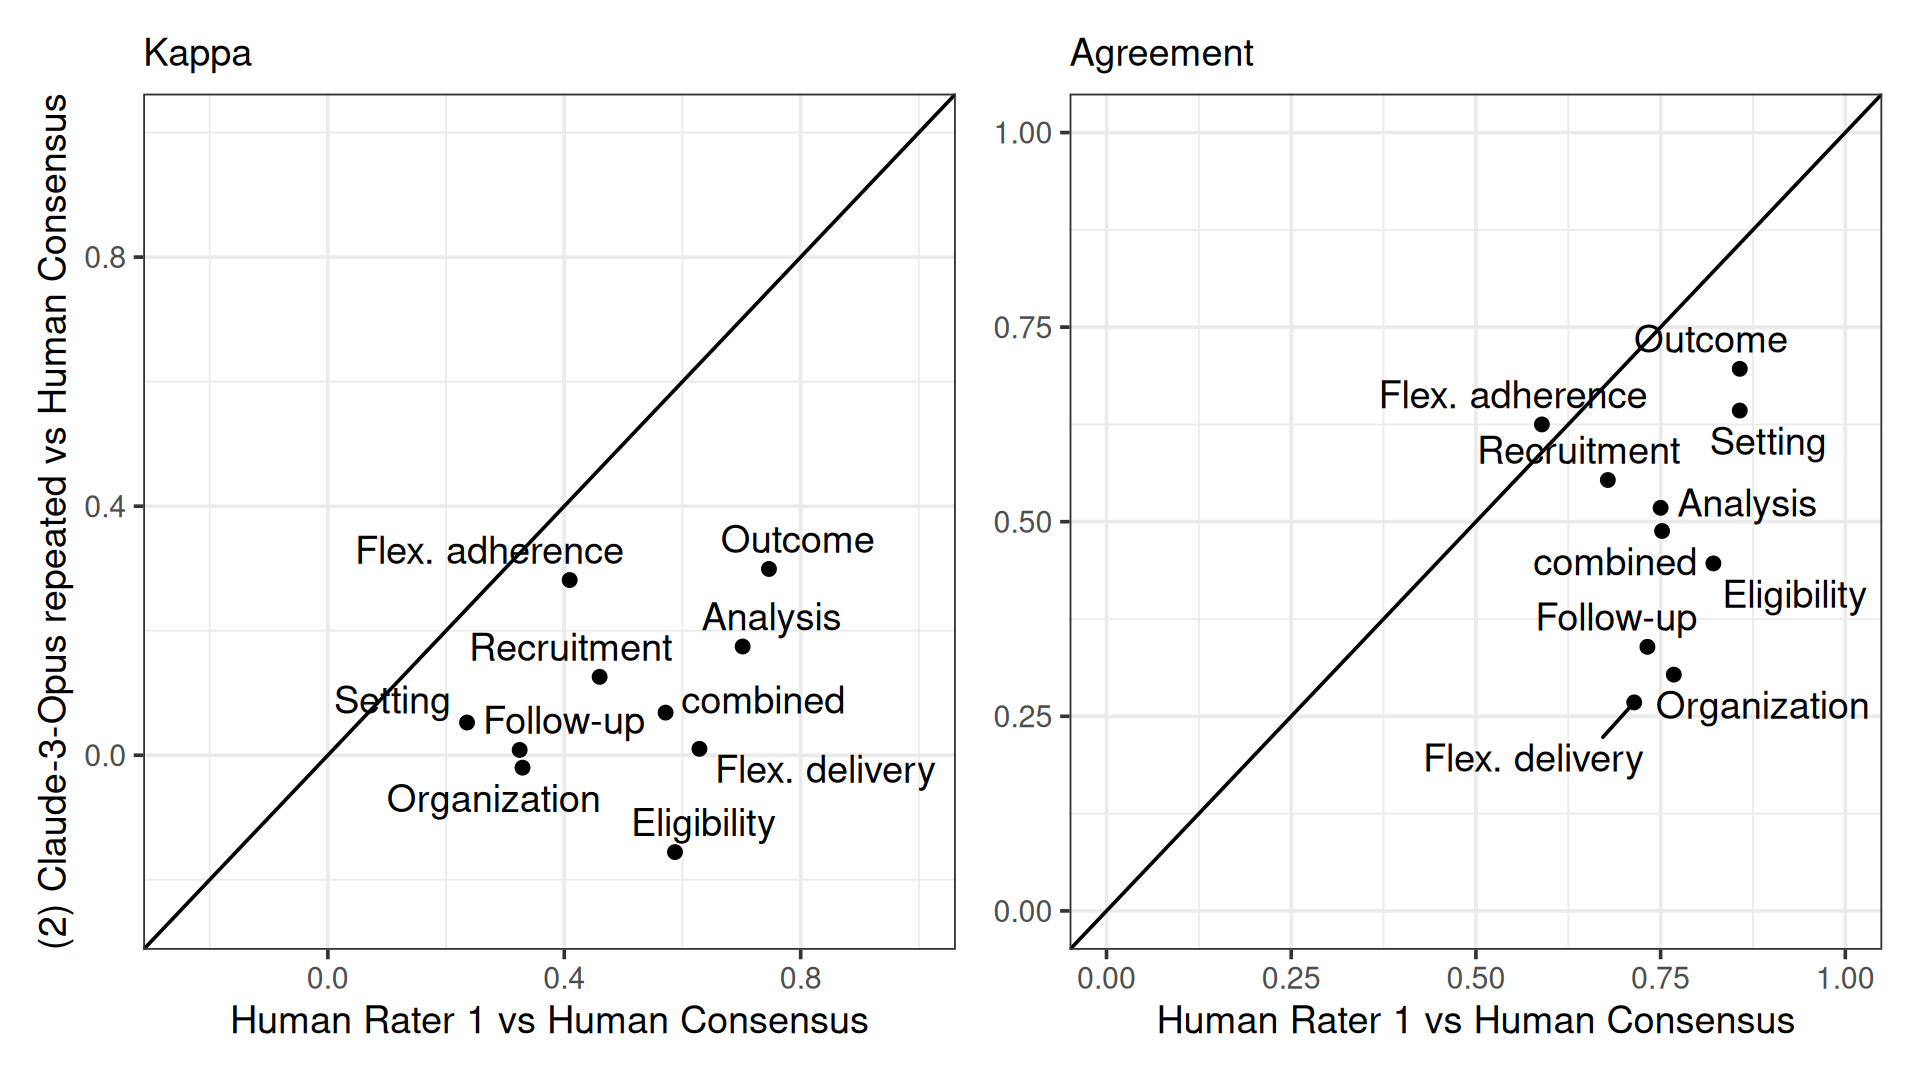 Kappa
(2) Claude-3-Opus repeated vs Human Consensus
0.8
0.4
0.0
Flex. adherence
Outcome
Analysis
Recruitment
Setting
combined
Follow-up
Flex. delivery
Organization
Eligibility
0.0 0.4 0.8
Human Rater 1 vs Human Consensus
Agreement
1.00
0.75
0.50
0.25
0.00
Outcome
Flex. adherence
Setting
Recruitment
Analysis
combined
Eligibility
Follow-up
Organization
Flex. delivery
0.00 0.25 0.50 0.75 1.00
Human Rater 1 vs Human Consensus